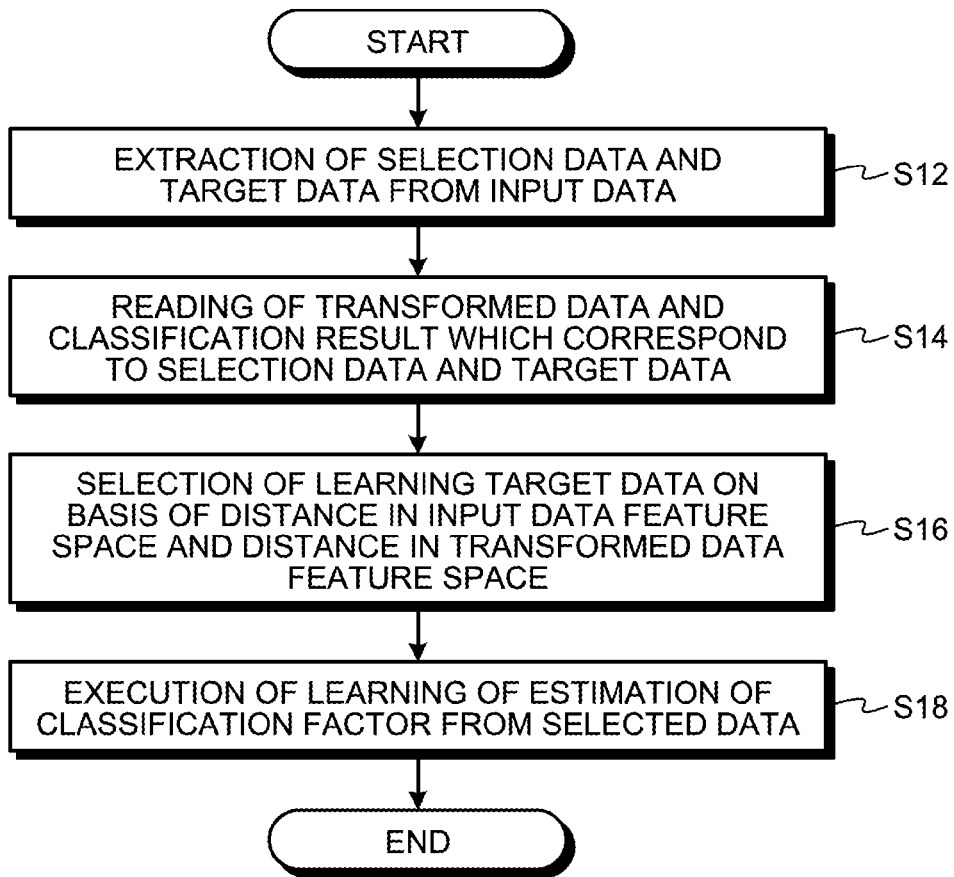 START
EXTRACTION OF SELECTION DATA AND
TARGET DATA FROM INPUT DATA
S12
READING OF TRANSFORMED DATA AND
CLASSIFICATION RESULT WHICH CORRESPOND
TO SELECTION DATA AND TARGET DATA
S14
SELECTION OF LEARNING TARGET DATA ON
BASIS OF DISTANCE IN INPUT DATA FEATURE
SPACE AND DISTANCE IN TRANSFORMED DATA
FEATURE SPACE
S16
EXECUTION OF LEARNING OF ESTIMATION OF
CLASSIFICATION FACTOR FROM SELECTED DATA
S18
END